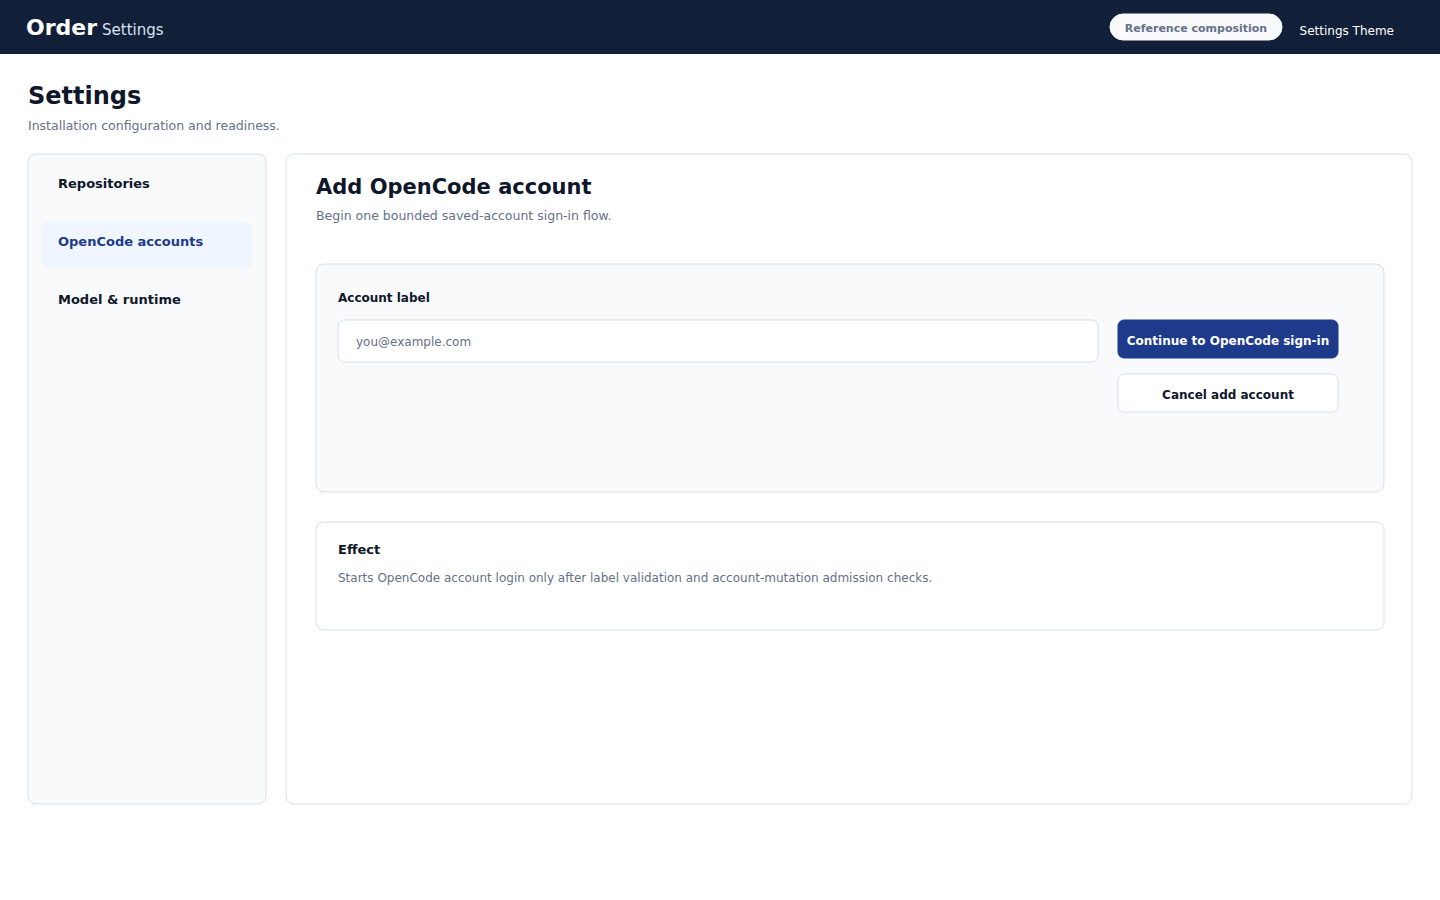 Order Settings
Reference composition
Settings Theme
Settings
Installation configuration and readiness.
Repositories
OpenCode accounts
Model & runtime
Add OpenCode account
Begin one bounded saved-account sign-in flow.
Account label
you@example.com
Continue to OpenCode sign-in
Cancel add account
Effect
Starts OpenCode account login only after label validation and account-mutation admission checks.